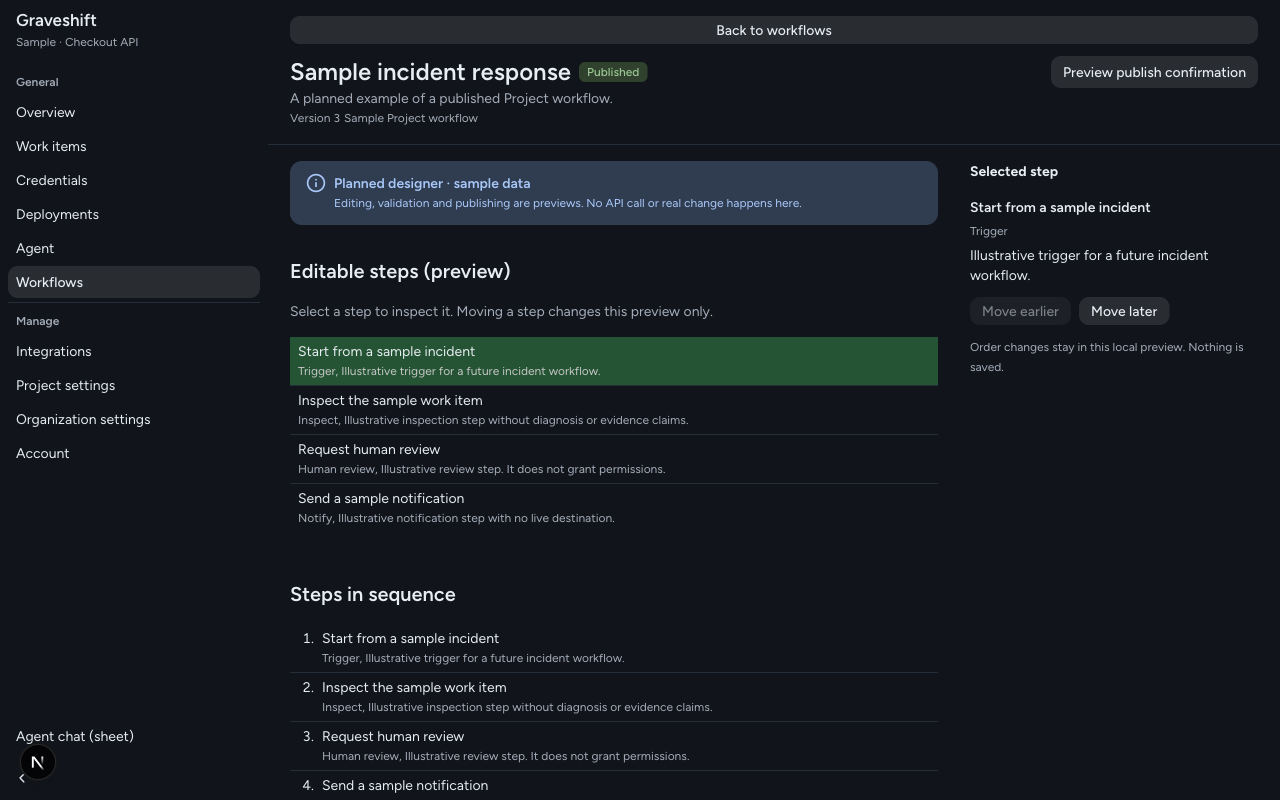 Graveshift
Sample · Checkout API
General
Overview
Work items
Credentials
Deployments
Agent
Workflows
Manage
Integrations
Project settings
Organization settings
Account
Agent chat (sheet)
N
Back to workflows
Sample incident response
Published
Preview publish confirmation
A planned example of a published Project workflow.
Version 3 Sample Project workflow
Planned designer · sample data
Editing, validation and publishing are previews. No API call or real change happens here.
Editable steps (preview)
Select a step to inspect it. Moving a step changes this preview only.
Start from a sample incident
Trigger, Illustrative trigger for a future incident workflow.
Inspect the sample work item
Inspect, Illustrative inspection step without diagnosis or evidence claims.
Request human review
Human review, Illustrative review step. It does not grant permissions.
Send a sample notification
Notify, Illustrative notification step with no live destination.
Steps in sequence
1. Start from a sample incident
Trigger, Illustrative trigger for a future incident workflow.
2. Inspect the sample work item
Inspect, Illustrative inspection step without diagnosis or evidence claims.
3. Request human review
Human review, Illustrative review step. It does not grant permissions.
4. Send a sample notification
Selected step
Start from a sample incident
Trigger
Illustrative trigger for a future incident
workflow.
Move earlier
Move later
Order changes stay in this local preview. Nothing is
saved.